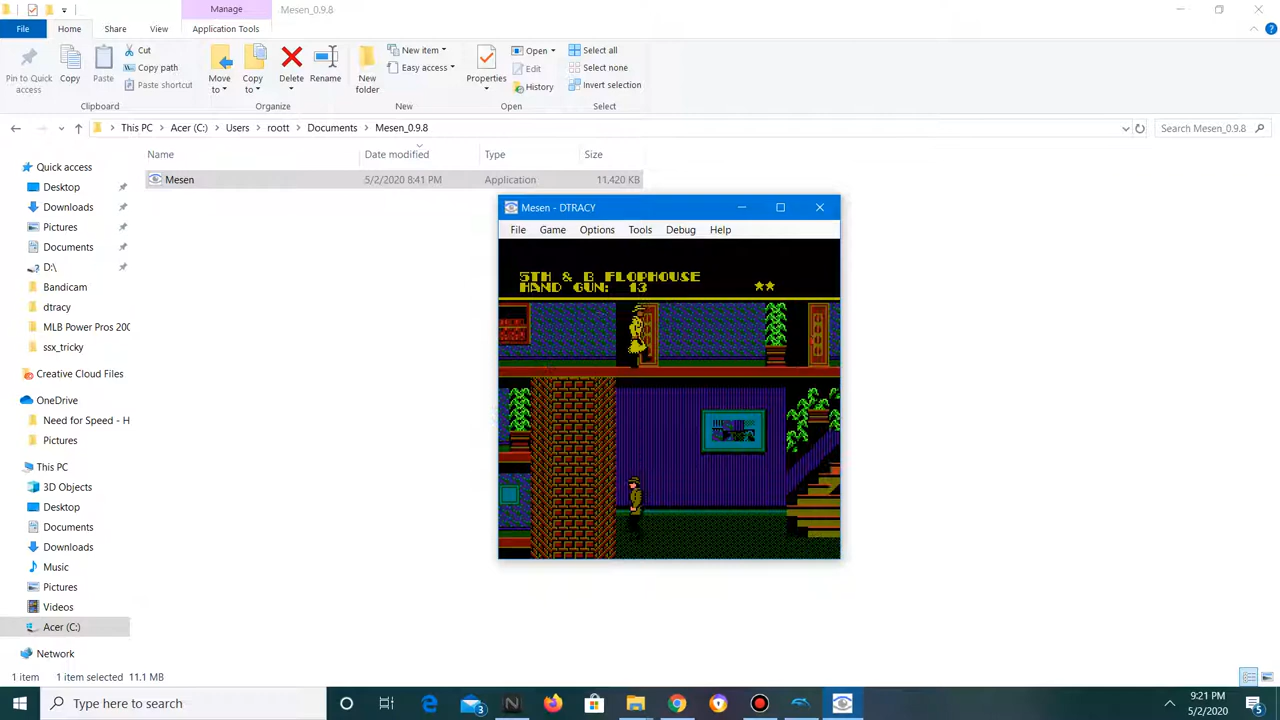 Manage
Mesen_0.9.8
File
Home
Share
View
Application Tools
Pin to Quick access
Copy
Paste
Cut
Copy path
Paste shortcut
Clipboard
Move to
Copy to
Delete
Rename
Organize
New folder
New item
Easy access
New
Properties
Open
Edit
History
Open
Select all
Select none
Invert selection
Select
This PC
Acer (C:)
Users
roott
Documents
Mesen_0.9.8
Search Mesen_0.9.8
Name
Date modified
Type
Size
Mesen
5/2/2020 8:41 PM
Application
11,420 KB
Quick access
Desktop
Downloads
Pictures
Documents
D:\
Bandicam
dtracy
MLB Power Pros 200
ssx_tricky
Creative Cloud Files
OneDrive
Need for Speed - H
Pictures
This PC
3D Objects
Desktop
Documents
Downloads
Music
Pictures
Videos
Acer (C:)
Network
Mesen - DTRACY
File
Game
Options
Tools
Debug
Help
5TH & B FLOPHOUSE
HAND GUN: 13
1 item
1 item selected
11.1 MB
Type here to search
3
9:21 PM
5/2/2020
5